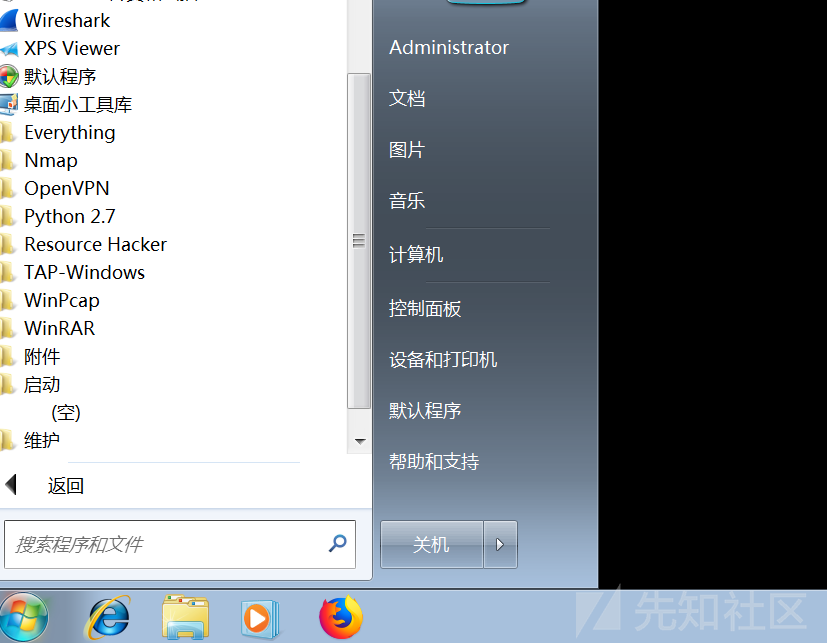 Wireshark
XPS Viewer
默认程序
桌面小工具库
Everything
Nmap
OpenVPN
Python 2.7
Resource Hacker
TAP-Windows
WinPcap
WinRAR
附件
启动
(空)
维护
返回
搜索程序和文件
Administrator
文档
图片
音乐
计算机
控制面板
设备和打印机
默认程序
帮助和支持
关机
先知社区